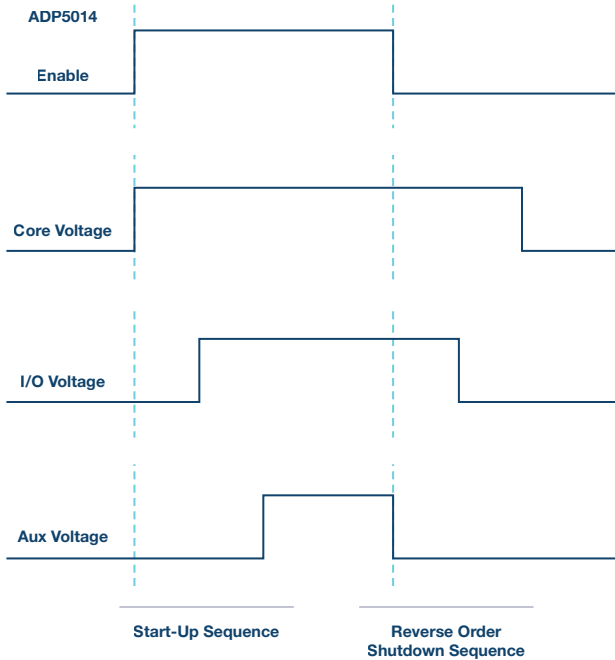 ADP5014
Enable
Core Voltage
I/O Voltage
Aux Voltage
Start-Up Sequence
Reverse Order
Shutdown Sequence